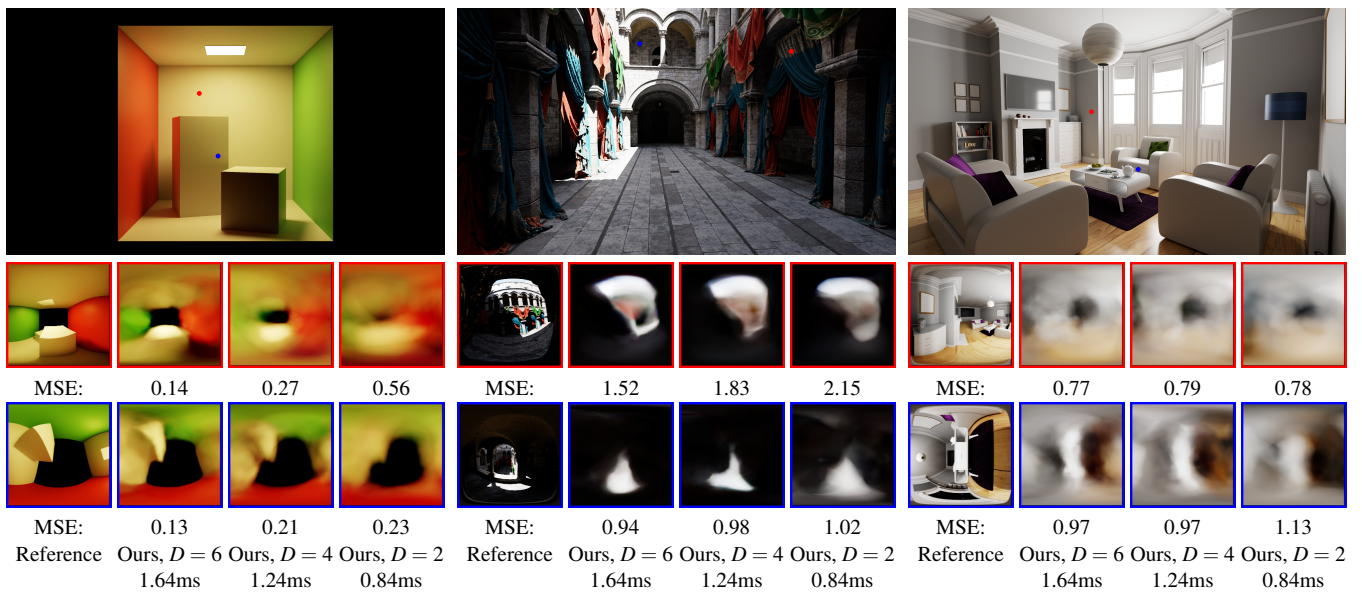 MSE: 0.14 0.27 0.56 MSE: 1.52 1.83 2.15 MSE: 0.77 0.79 0.78
MSE: 0.13 0.21 0.23 MSE: 0.94 0.98 1.02 MSE: 0.97 0.97 1.13
Reference Ours, D = 6 Ours, D = 4 Ours, D = 2 Reference Ours, D = 6 Ours, D = 4 Ours, D = 2 Reference Ours, D = 6 Ours, D = 4 Ours, D = 2
1.64ms 1.24ms 0.84ms 1.64ms 1.24ms 0.84ms 1.64ms 1.24ms 0.84ms